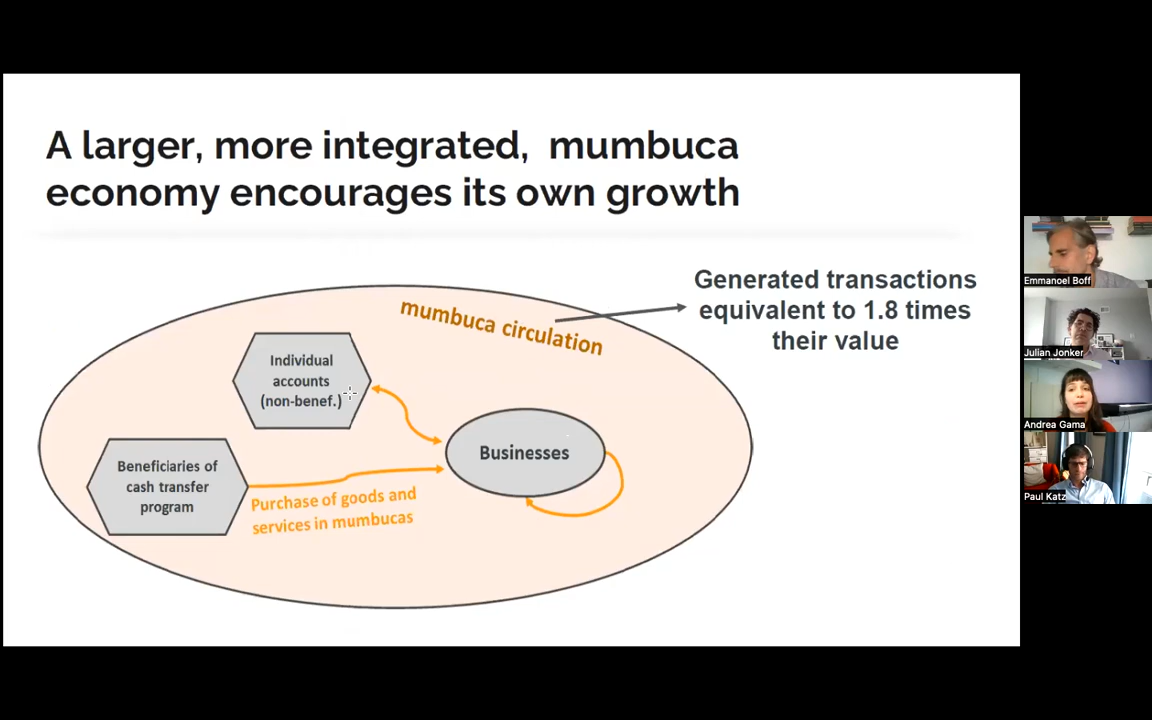 A larger, more integrated, mumbuca
economy encourages its own growth
Generated transactions
equivalent to 1.8 times
their value
mumbuca circulation
Individual
accounts
(non-benef.)
Businesses
Beneficiaries of
cash transfer
program
Purchase of goods and
services in mumbucas
Emmanoel Boff
Julian Jonker
Andrea Gama
Paul Katz